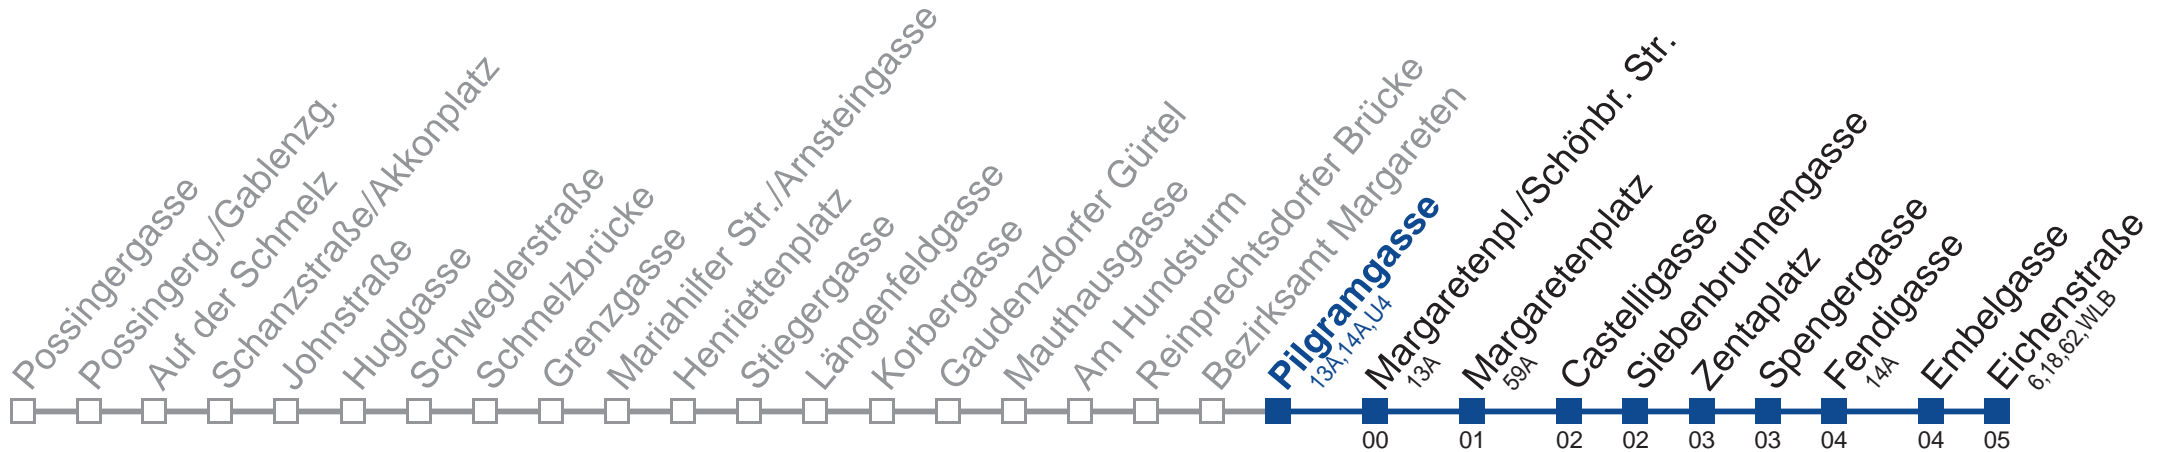 Possingergasse
Possingerg./Gablenzg.
Auf der Schmelz
Schanzstraße/Akkonplatz
Johnstraße
Huglgasse
Schweglerstraße
Schmelzbrücke
Grenzgasse
Mariahilfer Str./Arnsteingasse
Henriettenplatz
Stiegergasse
Längenfeldgasse
Korbergasse
Gaudenzdorfer Gürtel
Mauthausgasse
Am Hundsturm
Reinprechtsdorfer Brücke
Bezirksamt Margareten
Pilgramgasse
13A,14A,U4
Margaretenpl./Schönbr. Str.
13A
Margaretenplatz
59A
Castelligasse
Siebenbrunnengasse
Zentaplatz
Spengergasse
Fendigasse
14A
Embelgasse
Eichenstraße
6,18,62,WLB
00 01 02 02 03 03 04 04 05